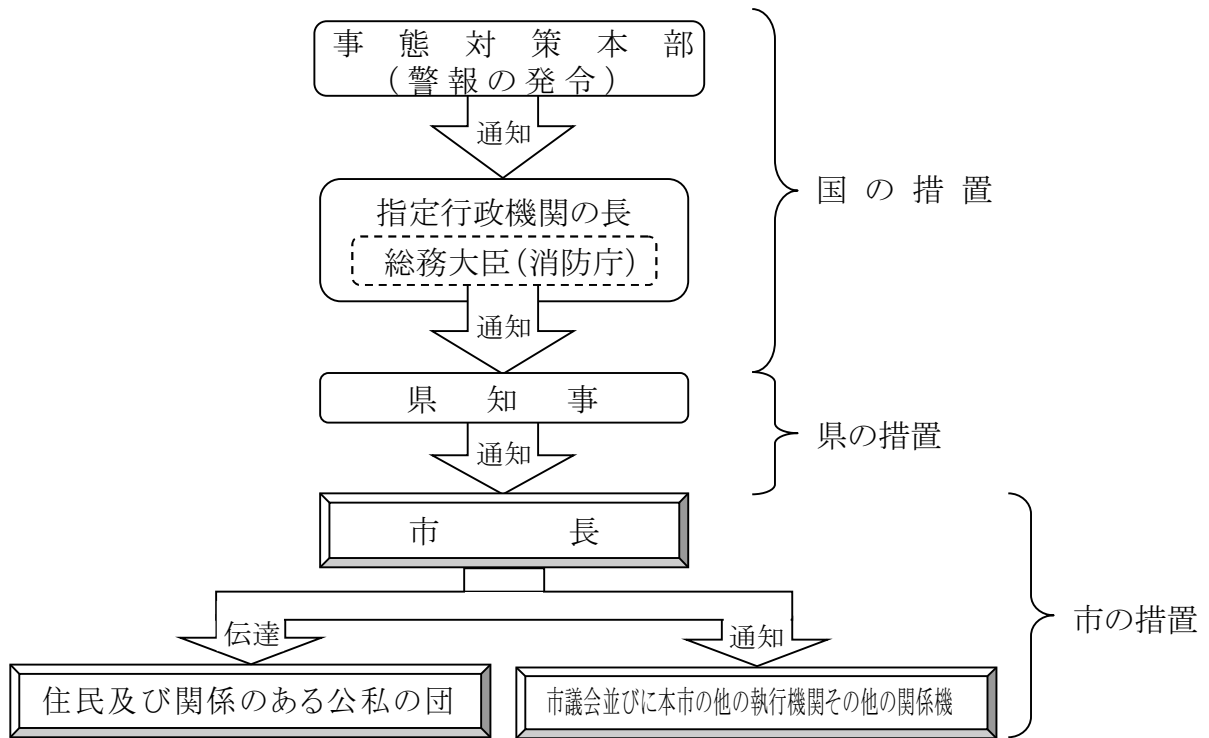 事態対策本部
(警報の発令)
通知
指定行政機関の長
総務大臣(消防庁)
通知
国の措置
県知事
通知
県の措置
市長
伝達
通知
市の措置
住民及び関係のある公私の団
市議会並びに本市の他の執行機関その他の関係機